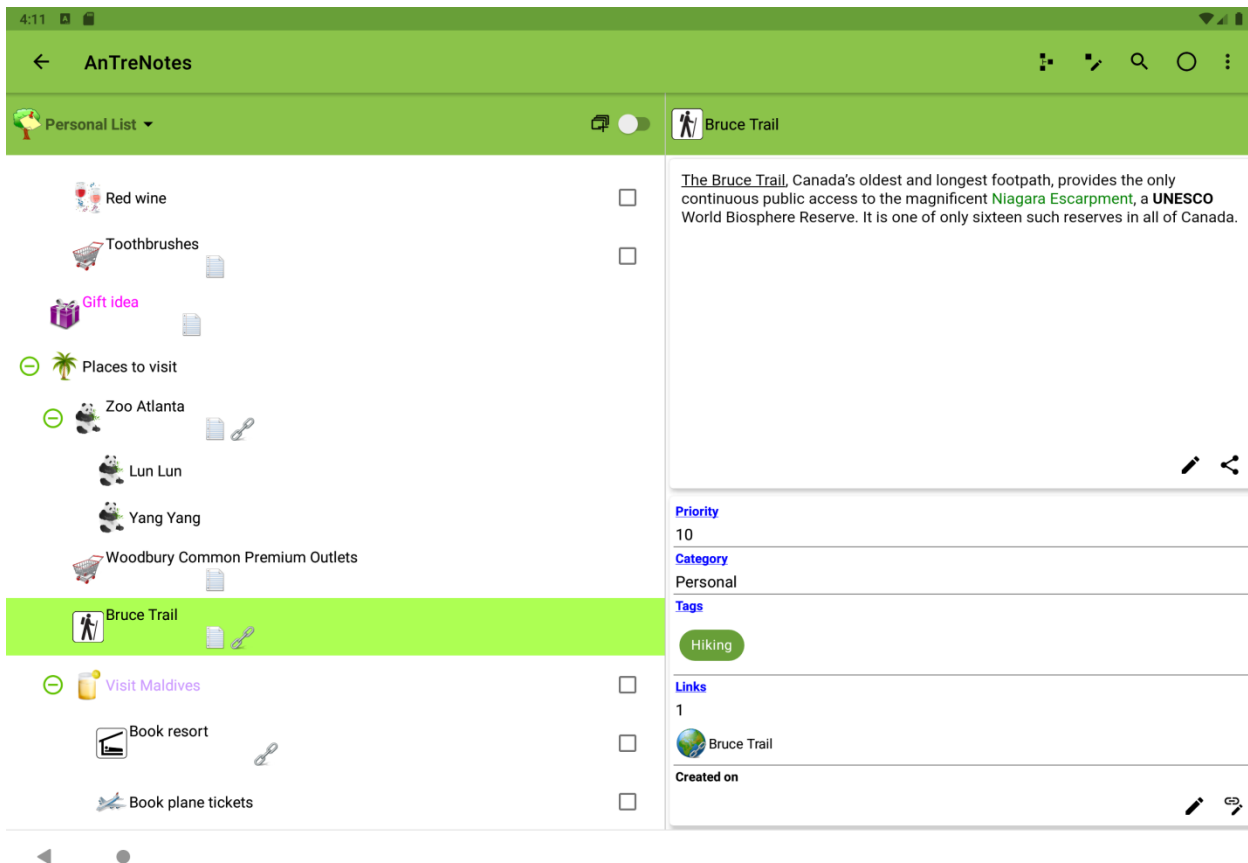 4:11
AnTreNotes
Personal List
Red wine
Toothbrushes
Gift idea
Places to visit
Zoo Atlanta
Lun Lun
Yang Yang
Woodbury Common Premium Outlets
Bruce Trail
Visit Maldives
Book resort
Book plane tickets
Bruce Trail
The Bruce Trail, Canada’s oldest and longest footpath, provides the only
continuous public access to the magnificent Niagara Escarpment, a UNESCO
World Biosphere Reserve. It is one of only sixteen such reserves in all of Canada.
Priority
10
Category
Personal
Tags
Hiking
Links
1
Bruce Trail
Created on